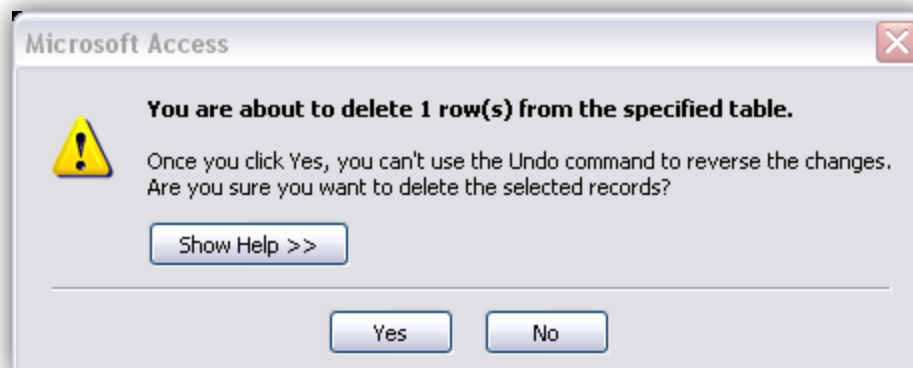 Microsoft Access
You are about to delete 1 row(s) from the specified table.
Once you click Yes, you can't use the Undo command to reverse the changes.
Are you sure you want to delete the selected records?
Show Help >>
Yes No